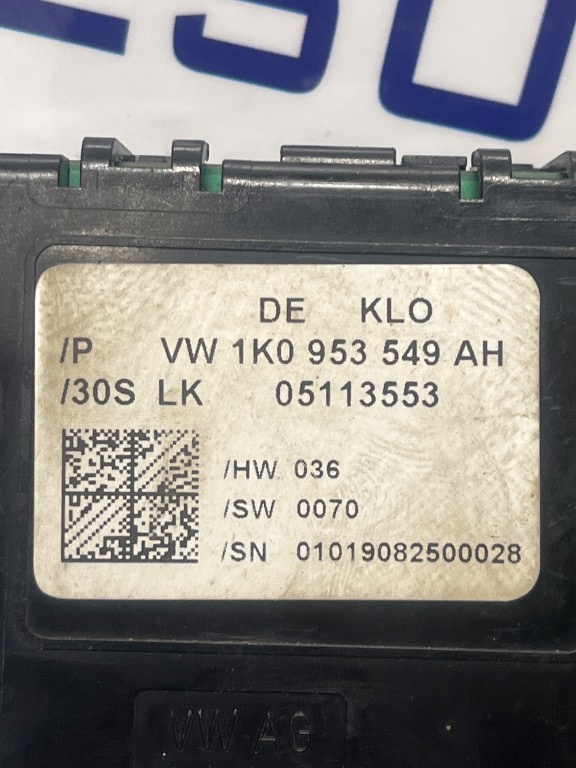 DE KLO
/P VW 1K0 953 549 AH
/30S LK 05113553
/HW 036
/SW 0070
/SN 01019082500028
VW AG